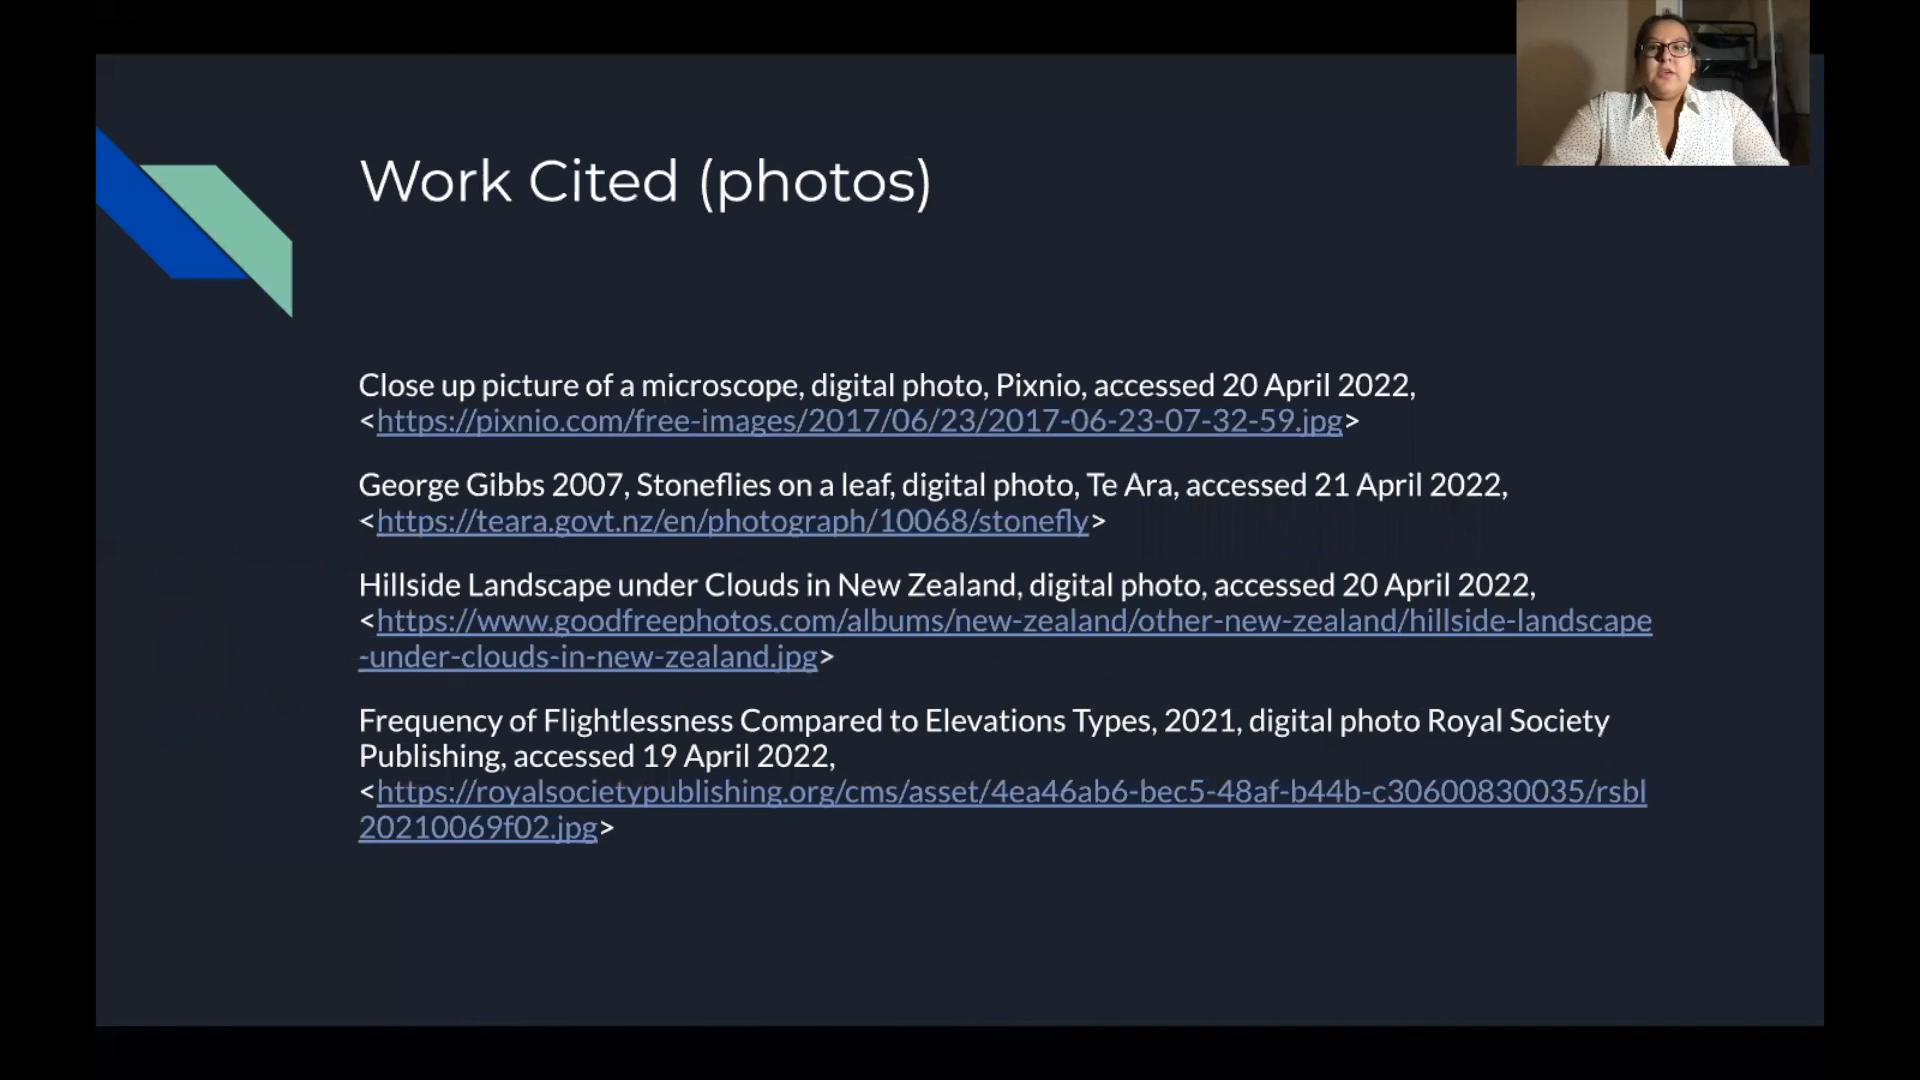 Work Cited (photos)
Close up picture of a microscope, digital photo, Pixnio, accessed 20 April 2022,
<https://pixnio.com/free-images/2017/06/23/2017-06-23-07-32-59.jpg>
George Gibbs 2007, Stoneflies on a leaf, digital photo, Te Ara, accessed 21 April 2022,
<https://teara.govt.nz/en/photograph/10068/stonefly>
Hillside Landscape under Clouds in New Zealand, digital photo, accessed 20 April 2022,
<https://www.goodfreephotos.com/albums/new-zealand/other-new-zealand/hillside-landscape
-under-clouds-in-new-zealand.jpg>
Frequency of Flightlessness Compared to Elevations Types, 2021, digital photo Royal Society
Publishing, accessed 19 April 2022,
<https://royalsocietypublishing.org/cms/asset/4ea46ab6-bec5-48af-b44b-c30600830035/rsbl
20210069f02.jpg>